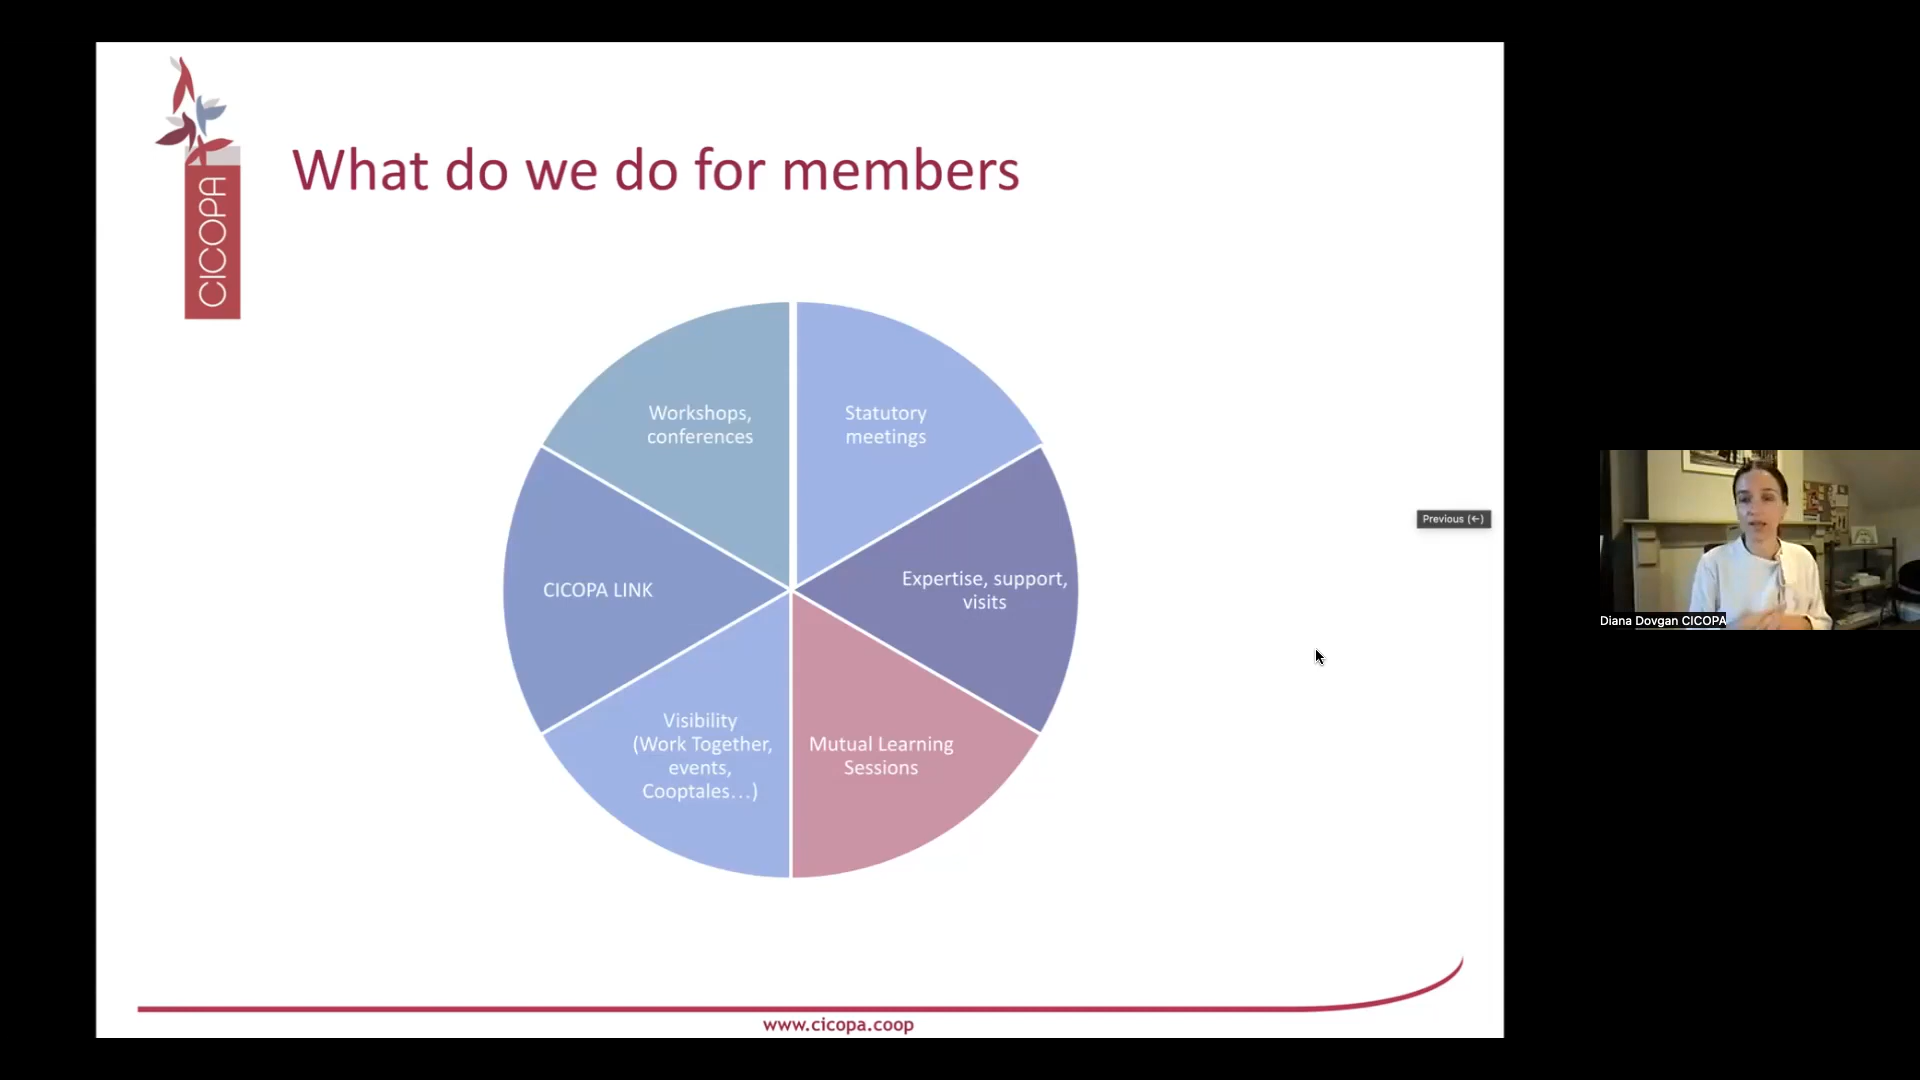 CICOPA
What do we do for members
Workshops,
conferences
Statutory
meetings
CICOPA LINK
Expertise, support,
visits
Visibility
(Work Together,
events,
Cooptales...)
Mutual Learning
Sessions
Previous (←)
Diana Dovgan CICOPA
www.cicopa.coop